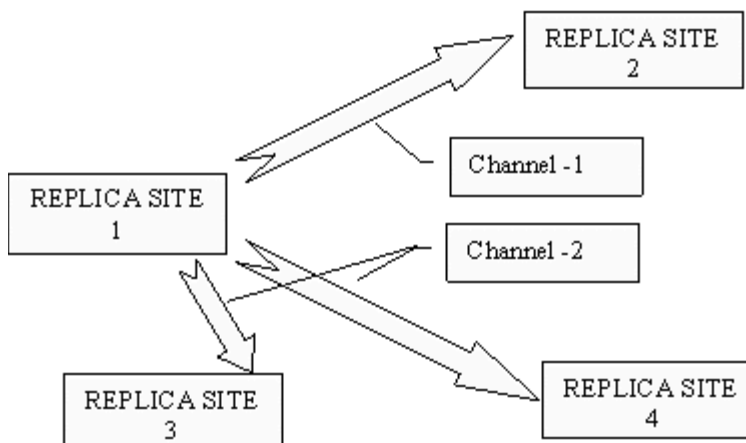 REPLICA SITE
2
Channel -1
REPLICA SITE
1
Channel -2
REPLICA SITE
3
REPLICA SITE
4